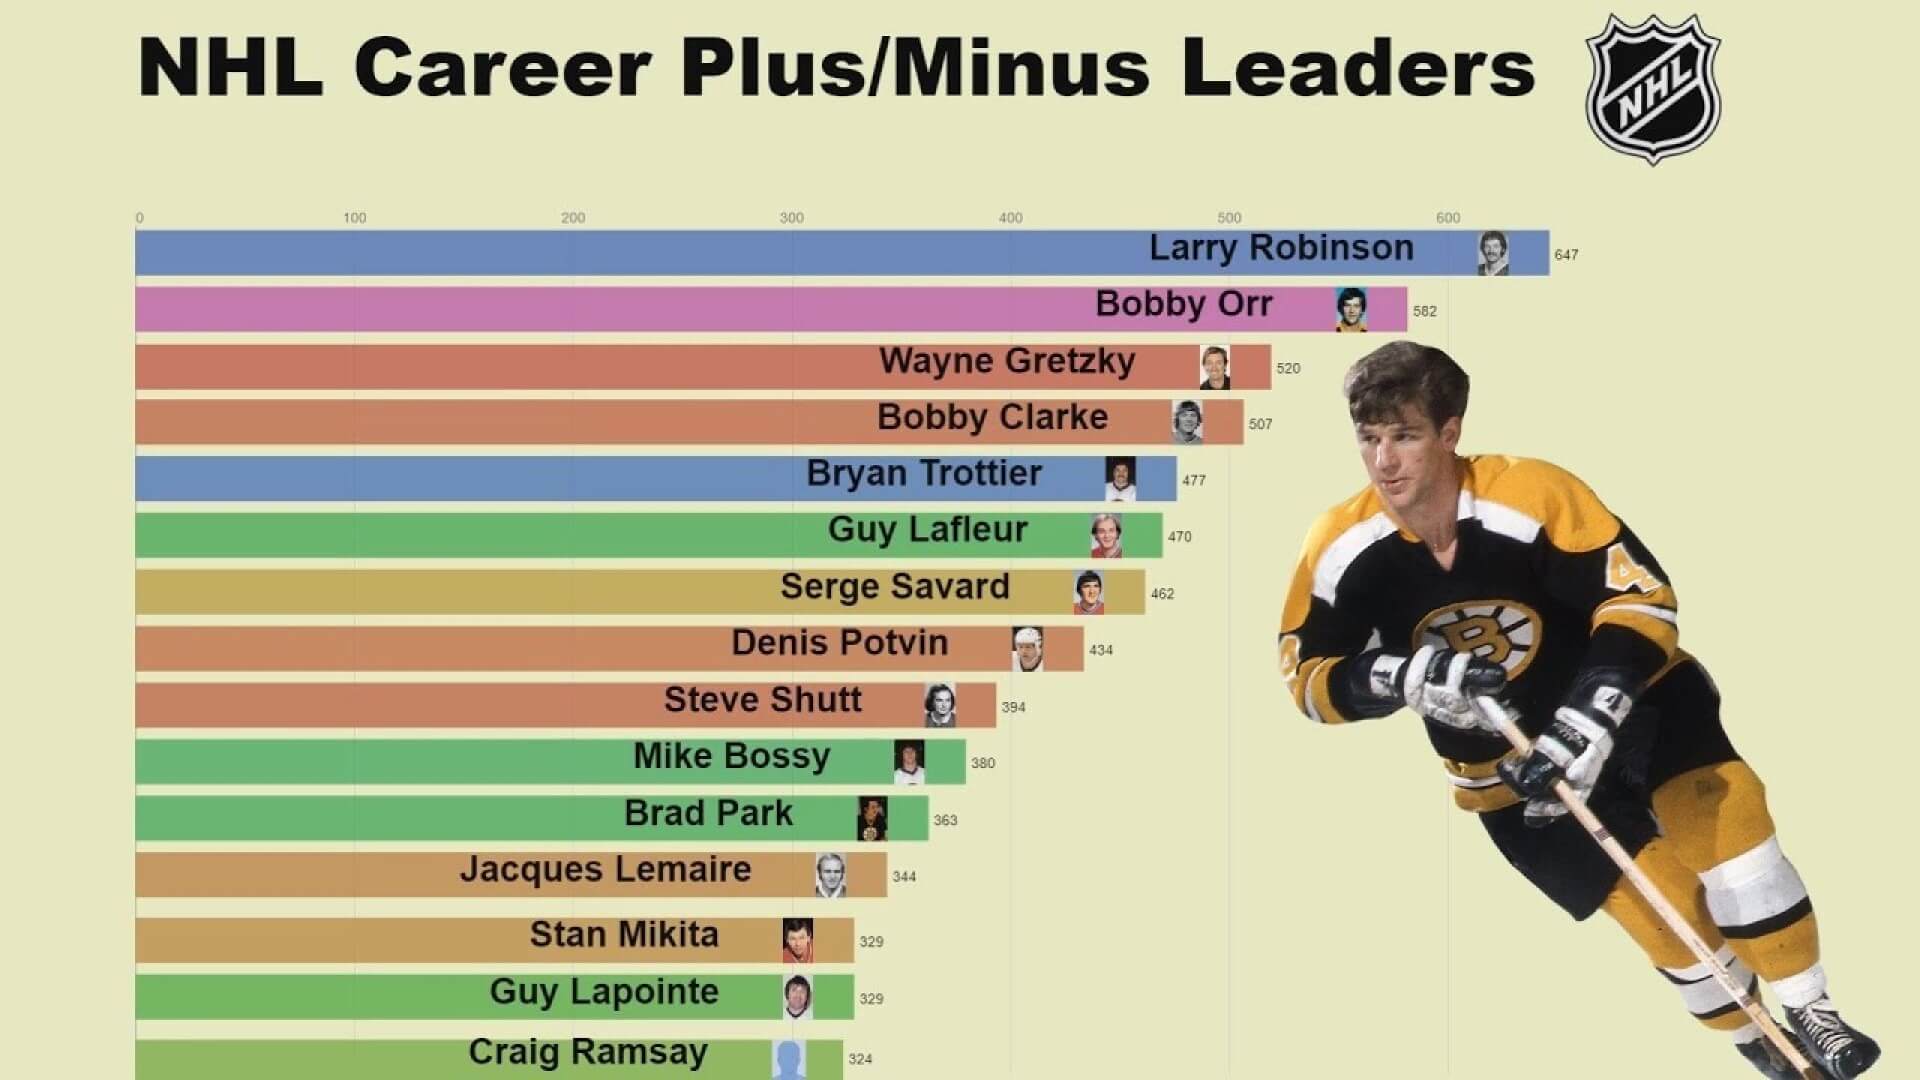 NHL Career Plus/Minus Leaders
NHL
0 100 200 300 400 500 600
Larry Robinson 647
Bobby Orr 582
Wayne Gretzky 520
Bobby Clarke 507
Bryan Trottier 477
Guy Lafleur 470
Serge Savard 462
Denis Potvin 434
Steve Shutt 394
Mike Bossy 380
Brad Park 363
Jacques Lemaire 344
Stan Mikita 329
Guy Lapointe 329
Craig Ramsay 324
4
B
4